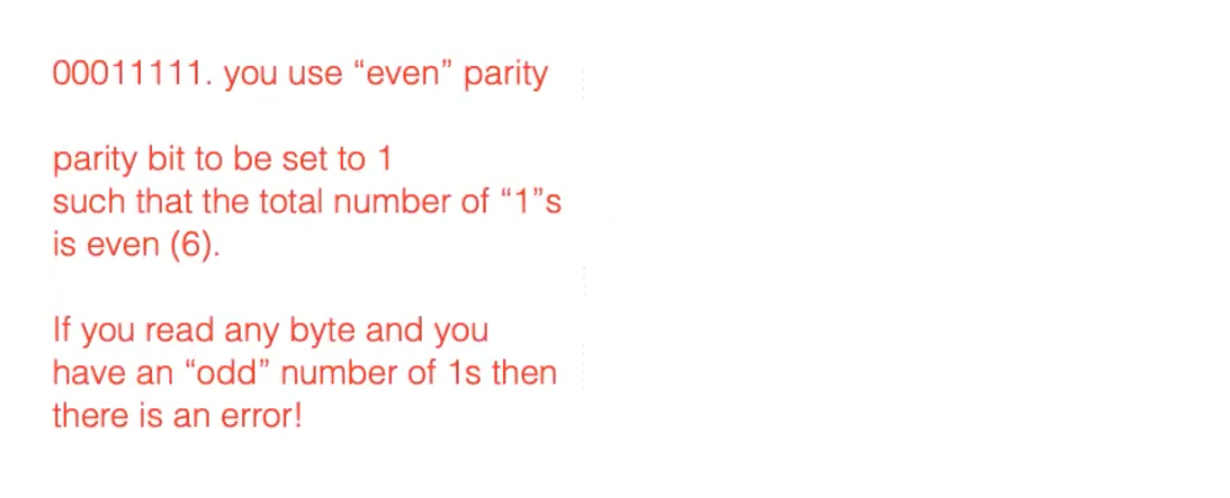 00011111. you use “even” parity
parity bit to be set to 1
such that the total number of “1”s
is even (6).
If you read any byte and you
have an “odd” number of 1s then
there is an error!